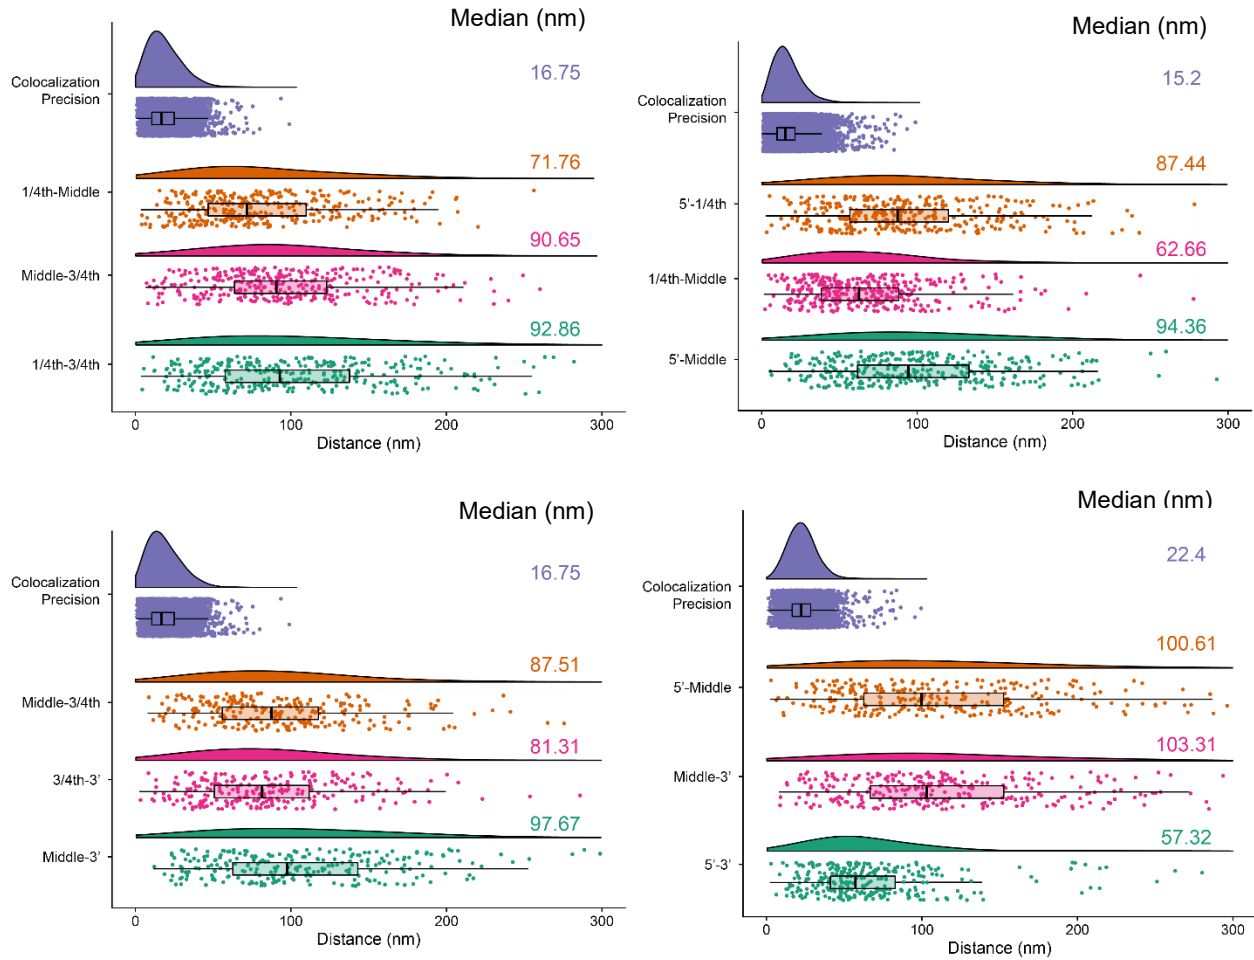 Median (nm)
Colocalization
Precision
16.75
1/4th-Middle
71.76
Middle-3/4th
90.65
1/4th-3/4th
92.86
0
100
200
300
Distance (nm)
Median (nm)
Colocalization
Precision
15.2
5'-1/4th
87.44
1/4th-Middle
62.66
5'-Middle
94.36
0
100
200
300
Distance (nm)
Median (nm)
Colocalization
Precision
16.75
Middle-3/4th
87.51
3/4th-3’
81.31
Middle-3’
97.67
0
100
200
300
Distance (nm)
Median (nm)
Colocalization
Precision
22.4
5’-Middle
100.61
Middle-3’
103.31
5’-3’
57.32
0
100
200
300
Distance (nm)